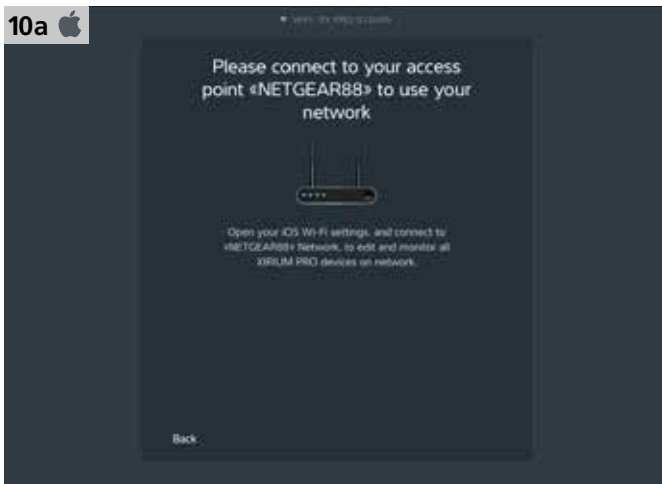 10a
Please connect to your access
point «NETGEAR88» to use your
network
Open your iOS Wi-Fi settings, and connect to
«NETGEAR88» Network, to edit and monitor all
XIRIUM PRO devices on network.
Back